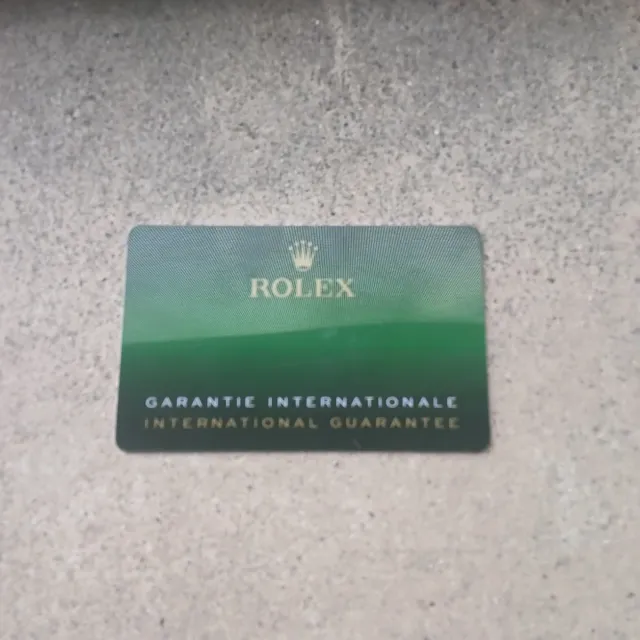 ROLEX
GARANTIE INTERNATIONALE
INTERNATIONAL GUARANTEE